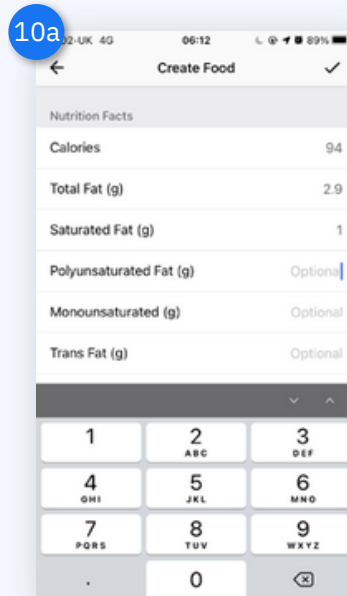 10a
O2-UK 4G 06:12 89%
Create Food
Nutrition Facts
Calories 94
Total Fat (g) 2.9
Saturated Fat (g) 1
Polyunsaturated Fat (g) Optional
Monounsaturated (g) Optional
Trans Fat (g) Optional
1 2 3
ABC DEF
4 5 6
GHI JKL MNO
7 8 9
PQRS TUV WXYZ
. 0